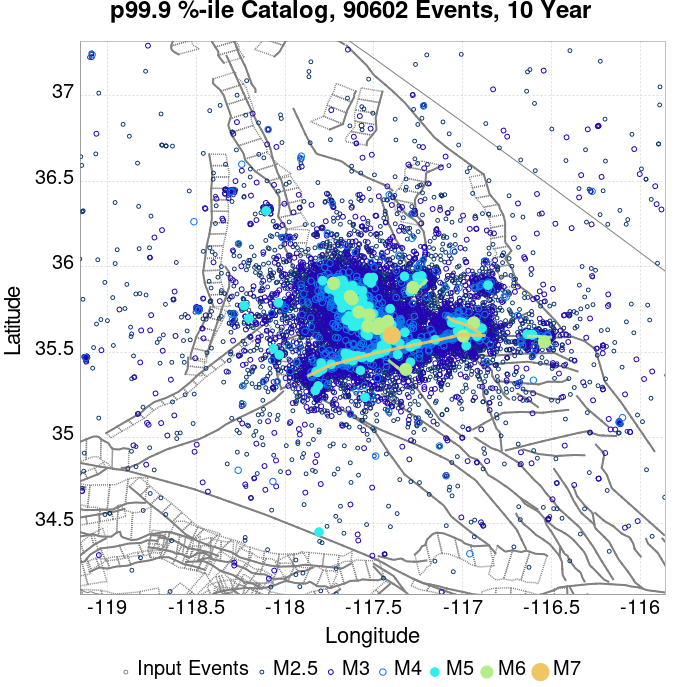 p99.9 %-ile Catalog, 90602 Events, 10 Year
37
36.5
36
35.5
35
34.5
Latitude
-119 -118.5 -118 -117.5 -117 -116.5 -116
Longitude
Input Events M2.5 M3 M4 M5 M6 M7